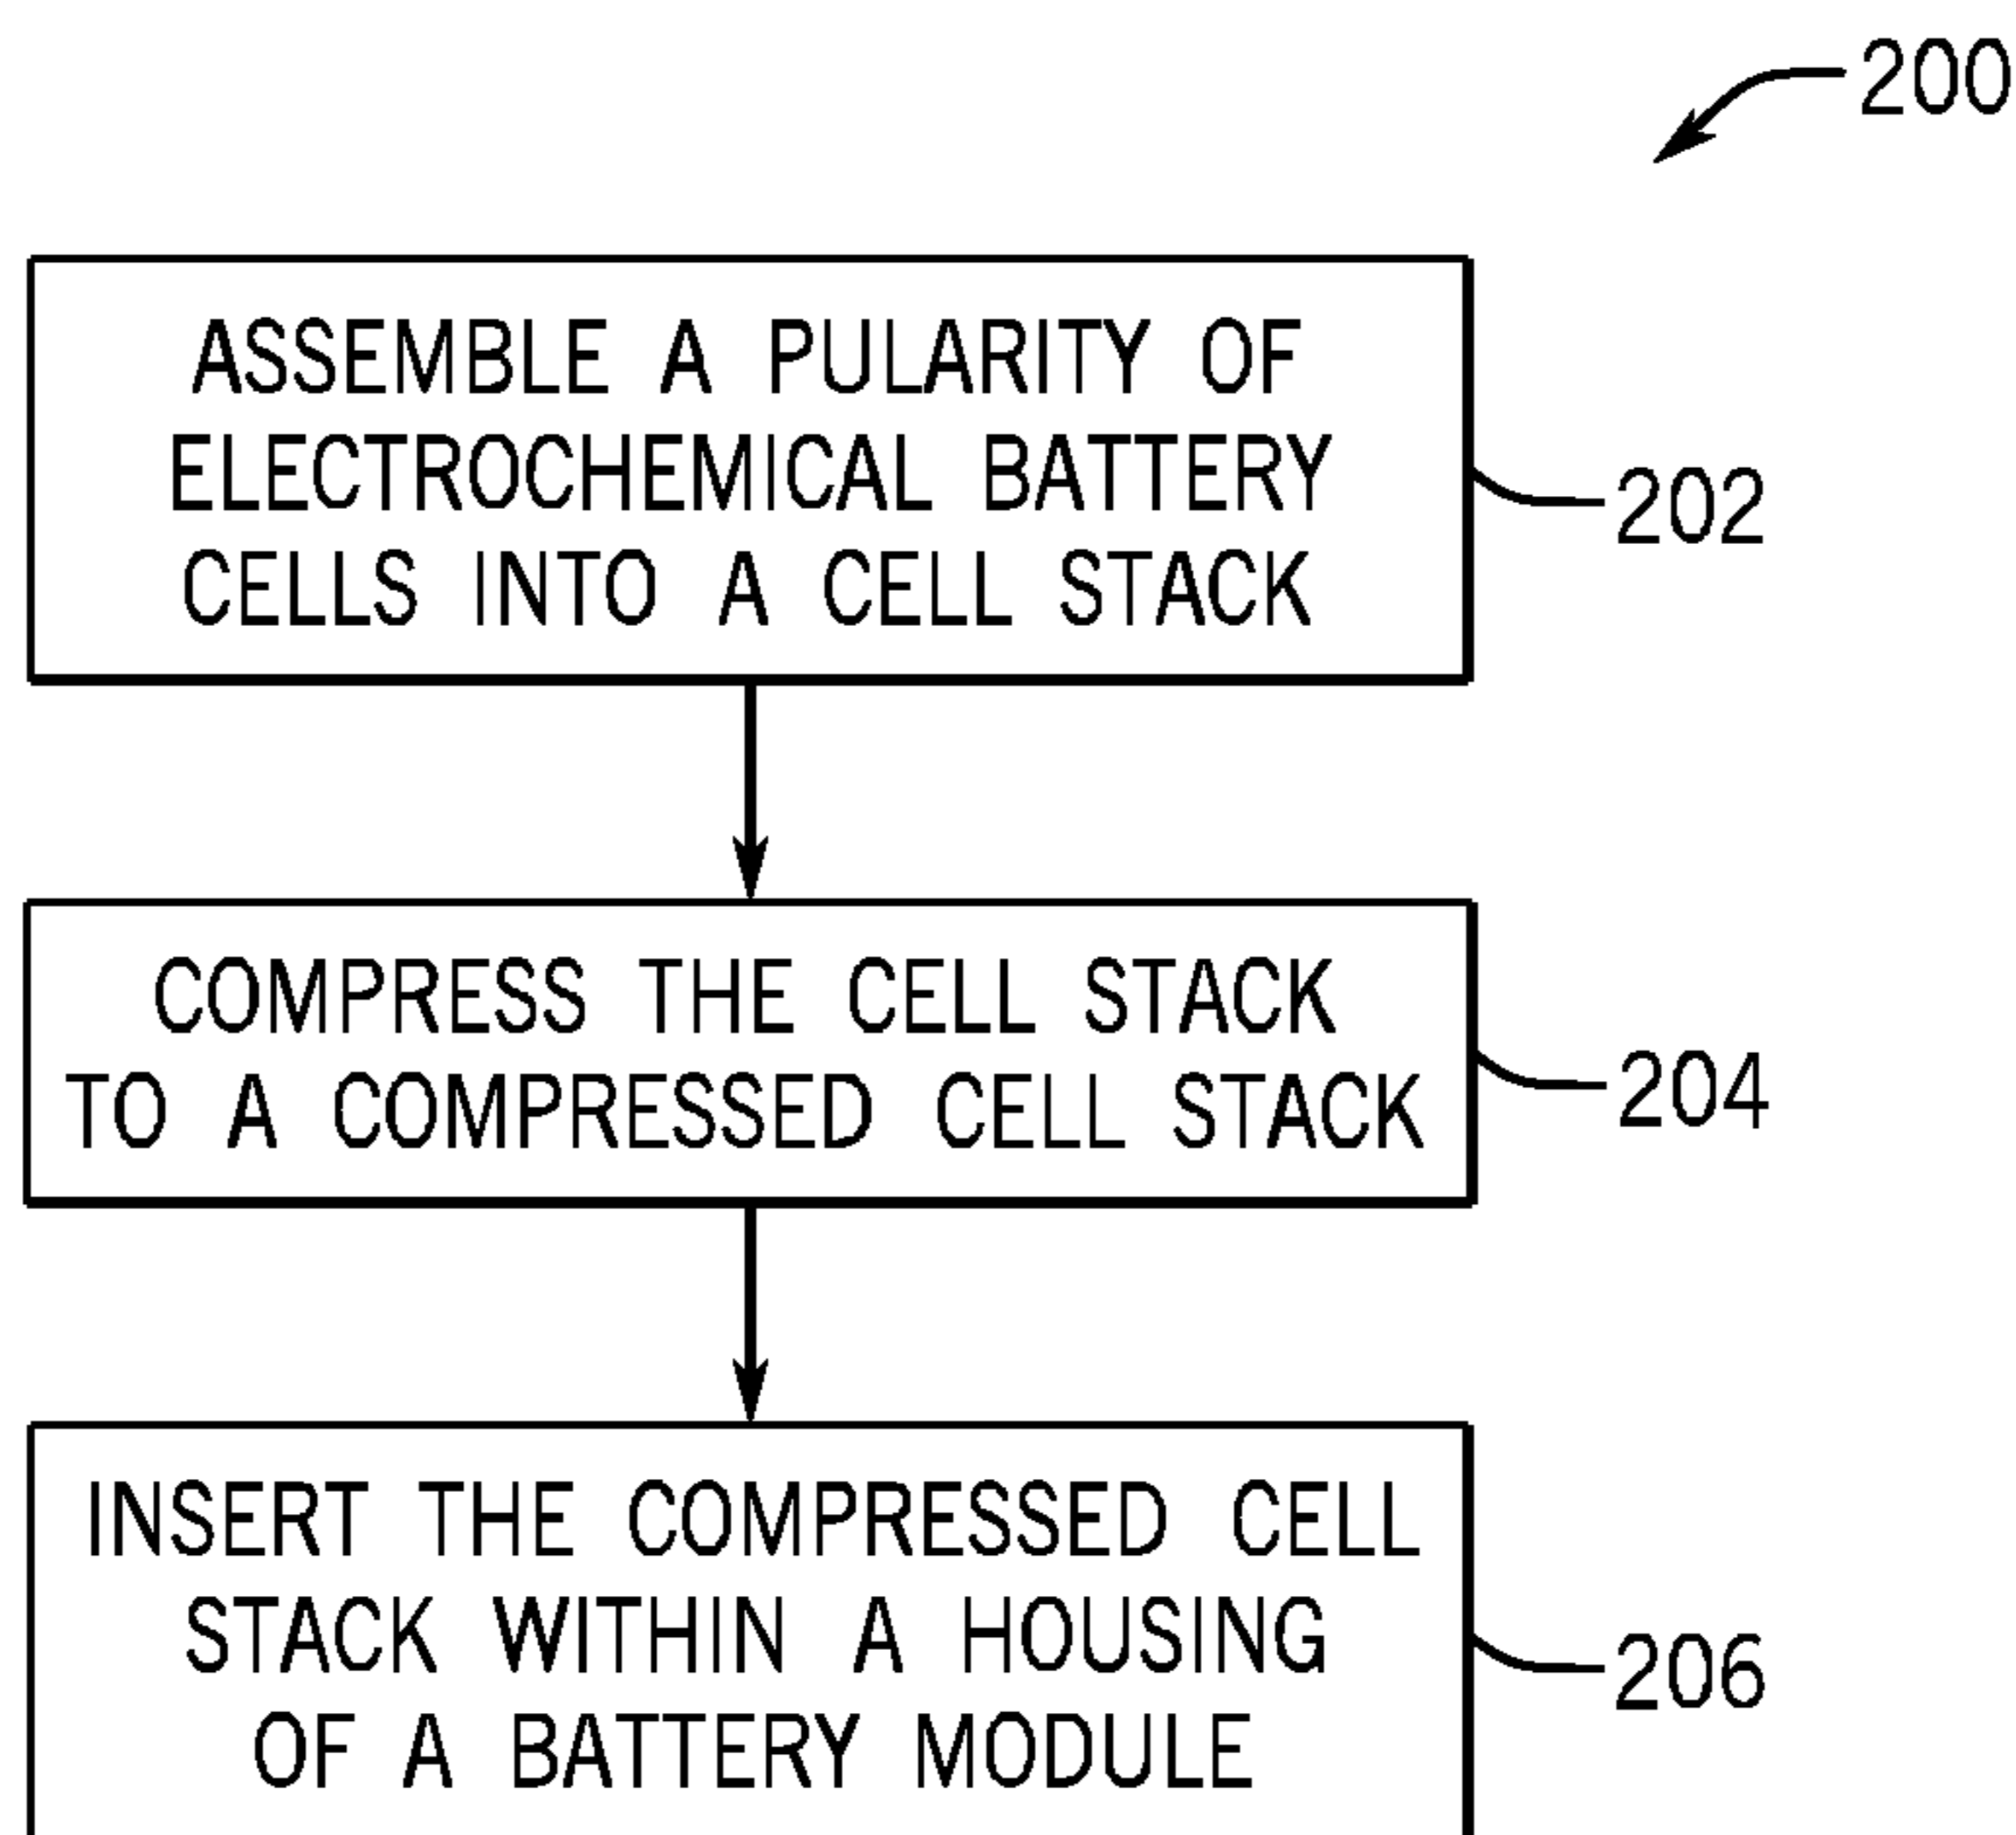 200
ASSEMBLE A PULARITY OF
ELECTROCHEMICAL BATTERY
CELLS INTO A CELL STACK
202
COMPRESS THE CELL STACK
TO A COMPRESSED CELL STACK
204
INSERT THE COMPRESSED CELL
STACK WITHIN A HOUSING
OF A BATTERY MODULE
206